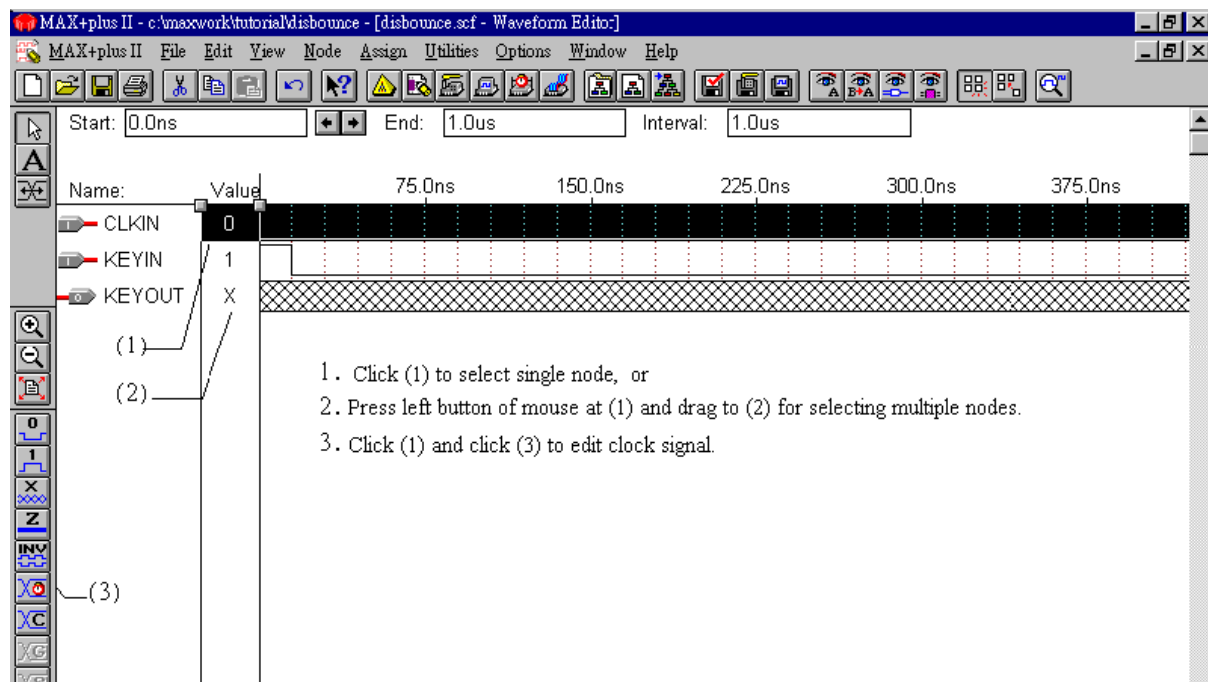 MAX+plus II - c:\maxwork\tutorial\disbounce - [disbounce.scf - Waveform Editor]
MAX+plus II File Edit View Node Assign Utilities Options Window Help
Start: 0.0ns End: 1.0us Interval: 1.0us
Name: Value 75.0ns 150.0ns 225.0ns 300.0ns 375.0ns
CLKIN 0
KEYIN 1
KEYOUT X
(1)
(2)
1. Click (1) to select single node, or
2. Press left button of mouse at (1) and drag to (2) for selecting multiple nodes.
3. Click (1) and click (3) to edit clock signal.
A
0
1
X
Z
INV
(3)
XC
XG